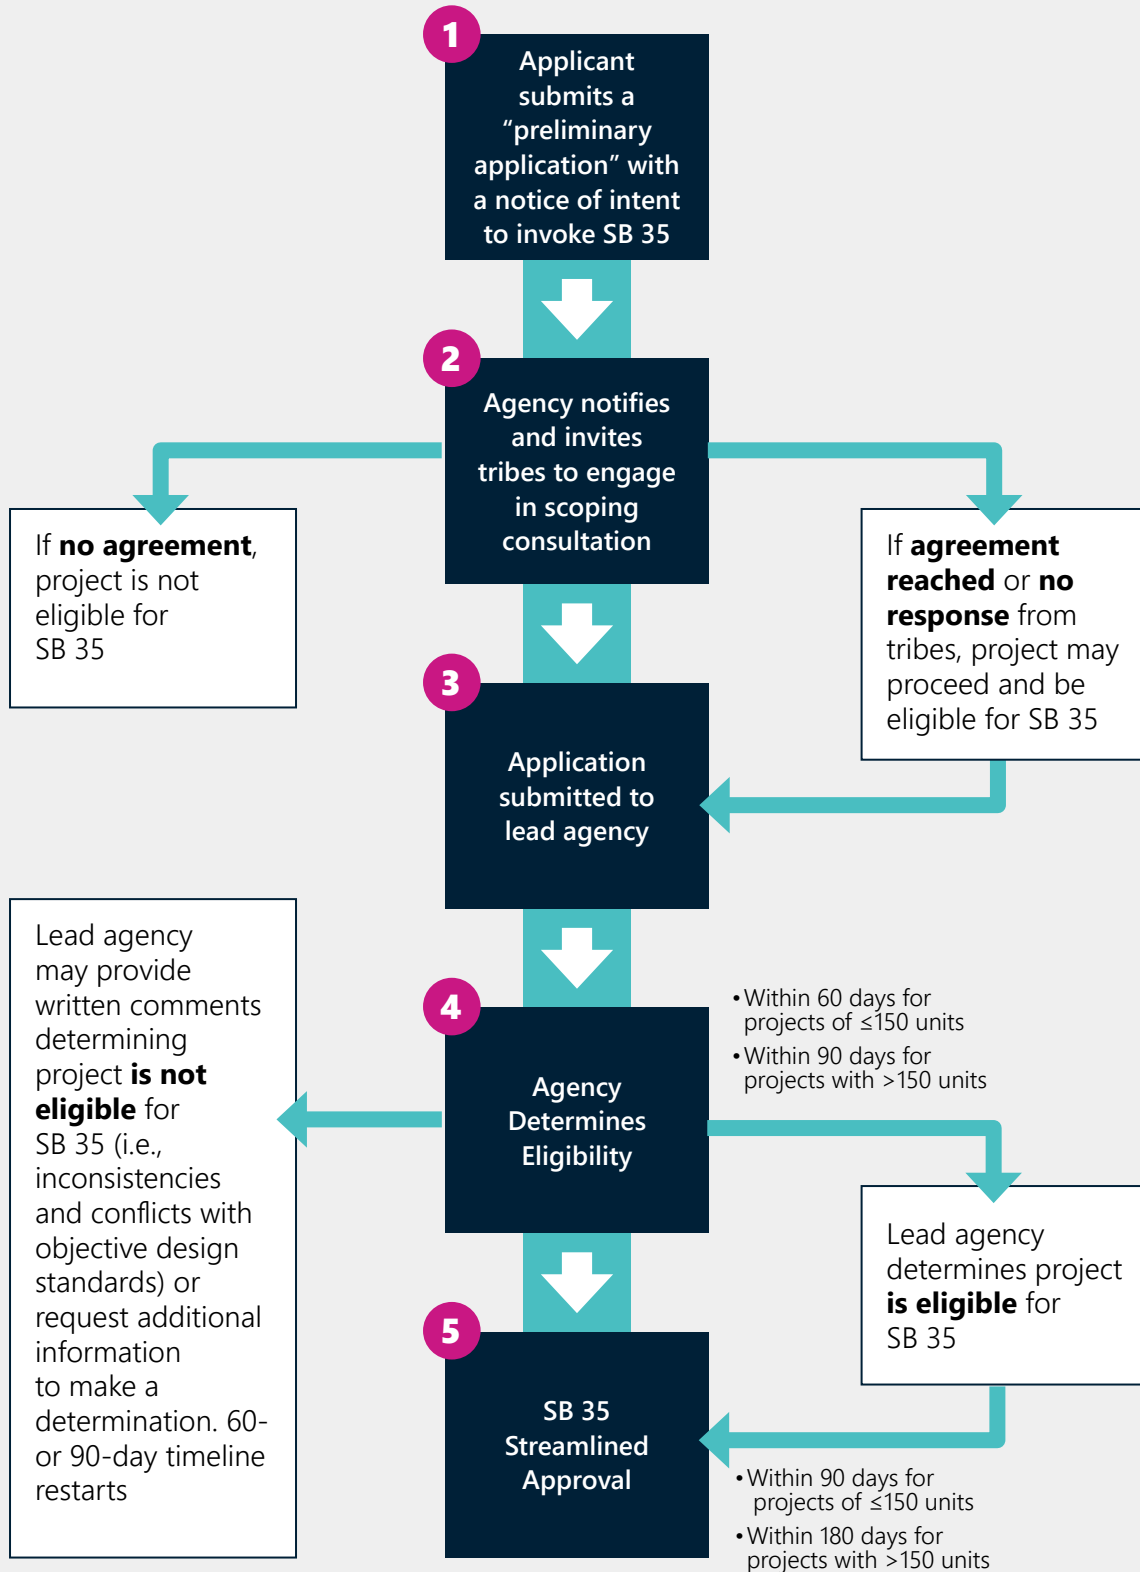 1
Applicant
submits a
“preliminary
application” with
a notice of intent
to invoke SB 35
2
Agency notifies
and invites
tribes to engage
in scoping
consultation
If no agreement,
project is not
eligible for
SB 35
If agreement
reached or no
response from
tribes, project may
proceed and be
eligible for SB 35
3
Application
submitted to
lead agency
4
Agency
Determines
Eligibility
•Within 60 days for
projects of ≤150 units
•Within 90 days for
projects with >150 units
Lead agency
may provide
written comments
determining
project is not
eligible for
SB 35 (i.e.,
inconsistencies
and conflicts with
objective design
standards) or
request additional
information
to make a
determination. 60-
or 90-day timeline
restarts
Lead agency
determines project
is eligible for
SB 35
5
SB 35
Streamlined
Approval
•Within 90 days for
projects of ≤150 units
•Within 180 days for
projects with >150 units